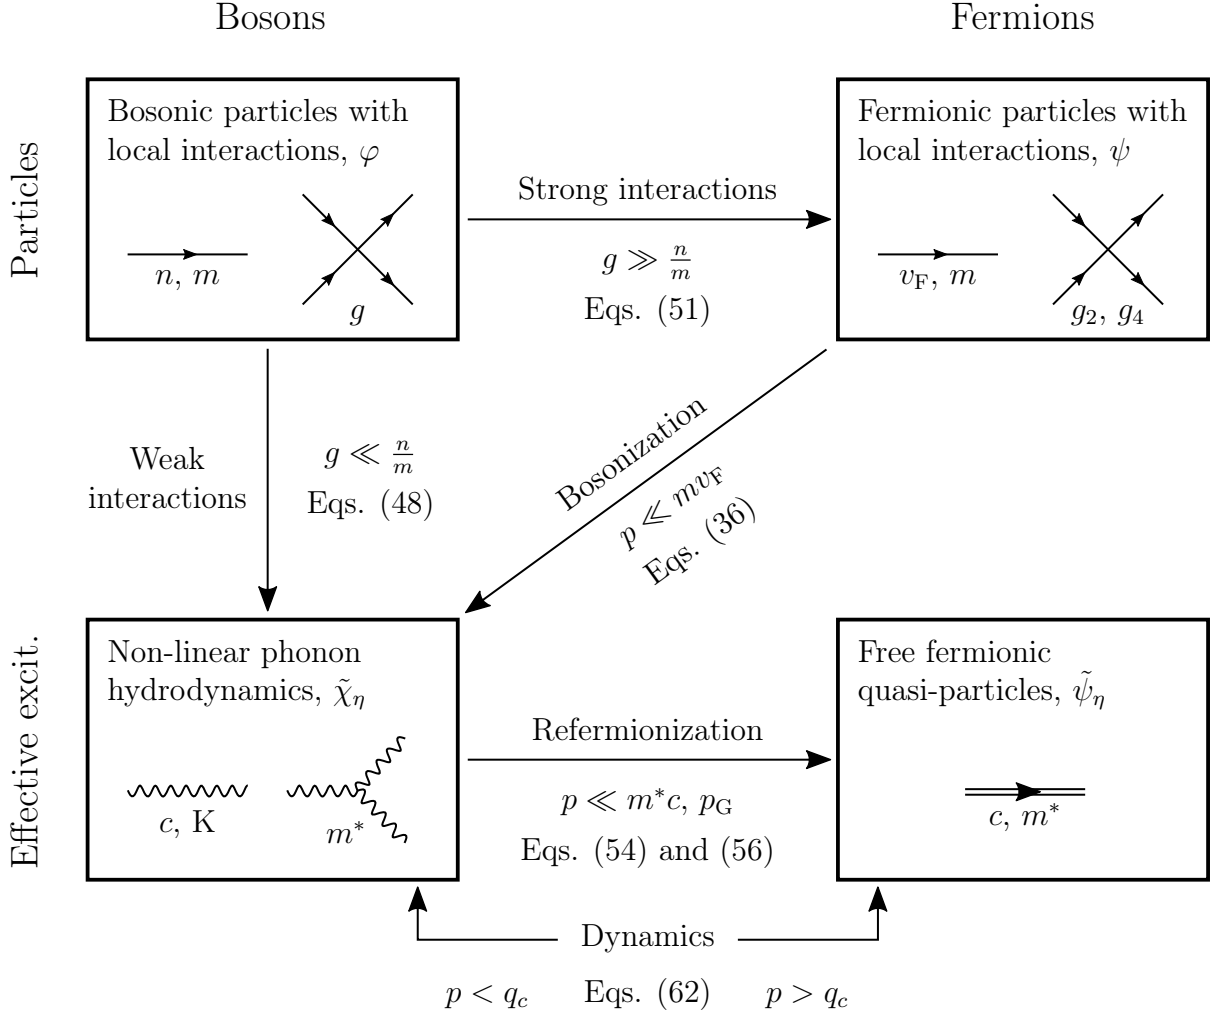 Bosons
Fermions
Particles
Bosonic particles with
local interactions, φ
n, m
g
Strong interactions
g ≫ n/m
Eqs. (51)
Fermionic particles with
local interactions, ψ
v_F, m
g_2, g_4
Weak
interactions
g ≪ n/m
Eqs. (48)
Bosonization
p ≪ mv_F
Eqs. (36)
Effective excit.
Non-linear phonon
hydrodynamics, χ̃_η
c, K
m*
Refermionization
p ≪ m*c, p_G
Eqs. (54) and (56)
Free fermionic
quasi-particles, ψ̃_η
c, m*
Dynamics
p < q_c
Eqs. (62)
p > q_c